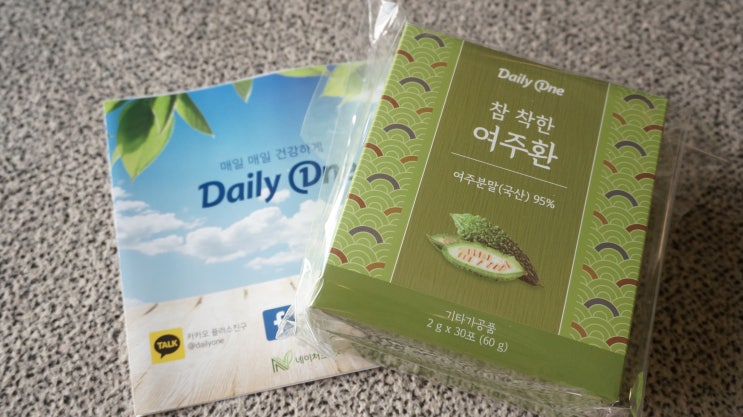 매일 매일 건강하게
Daily One
TALK
카카오 플러스친구
@dailyone
f
N
Daily One
참 착한
여주환
여주분말(국산) 95%
기타가공품
2 g x 30포 (60 g)